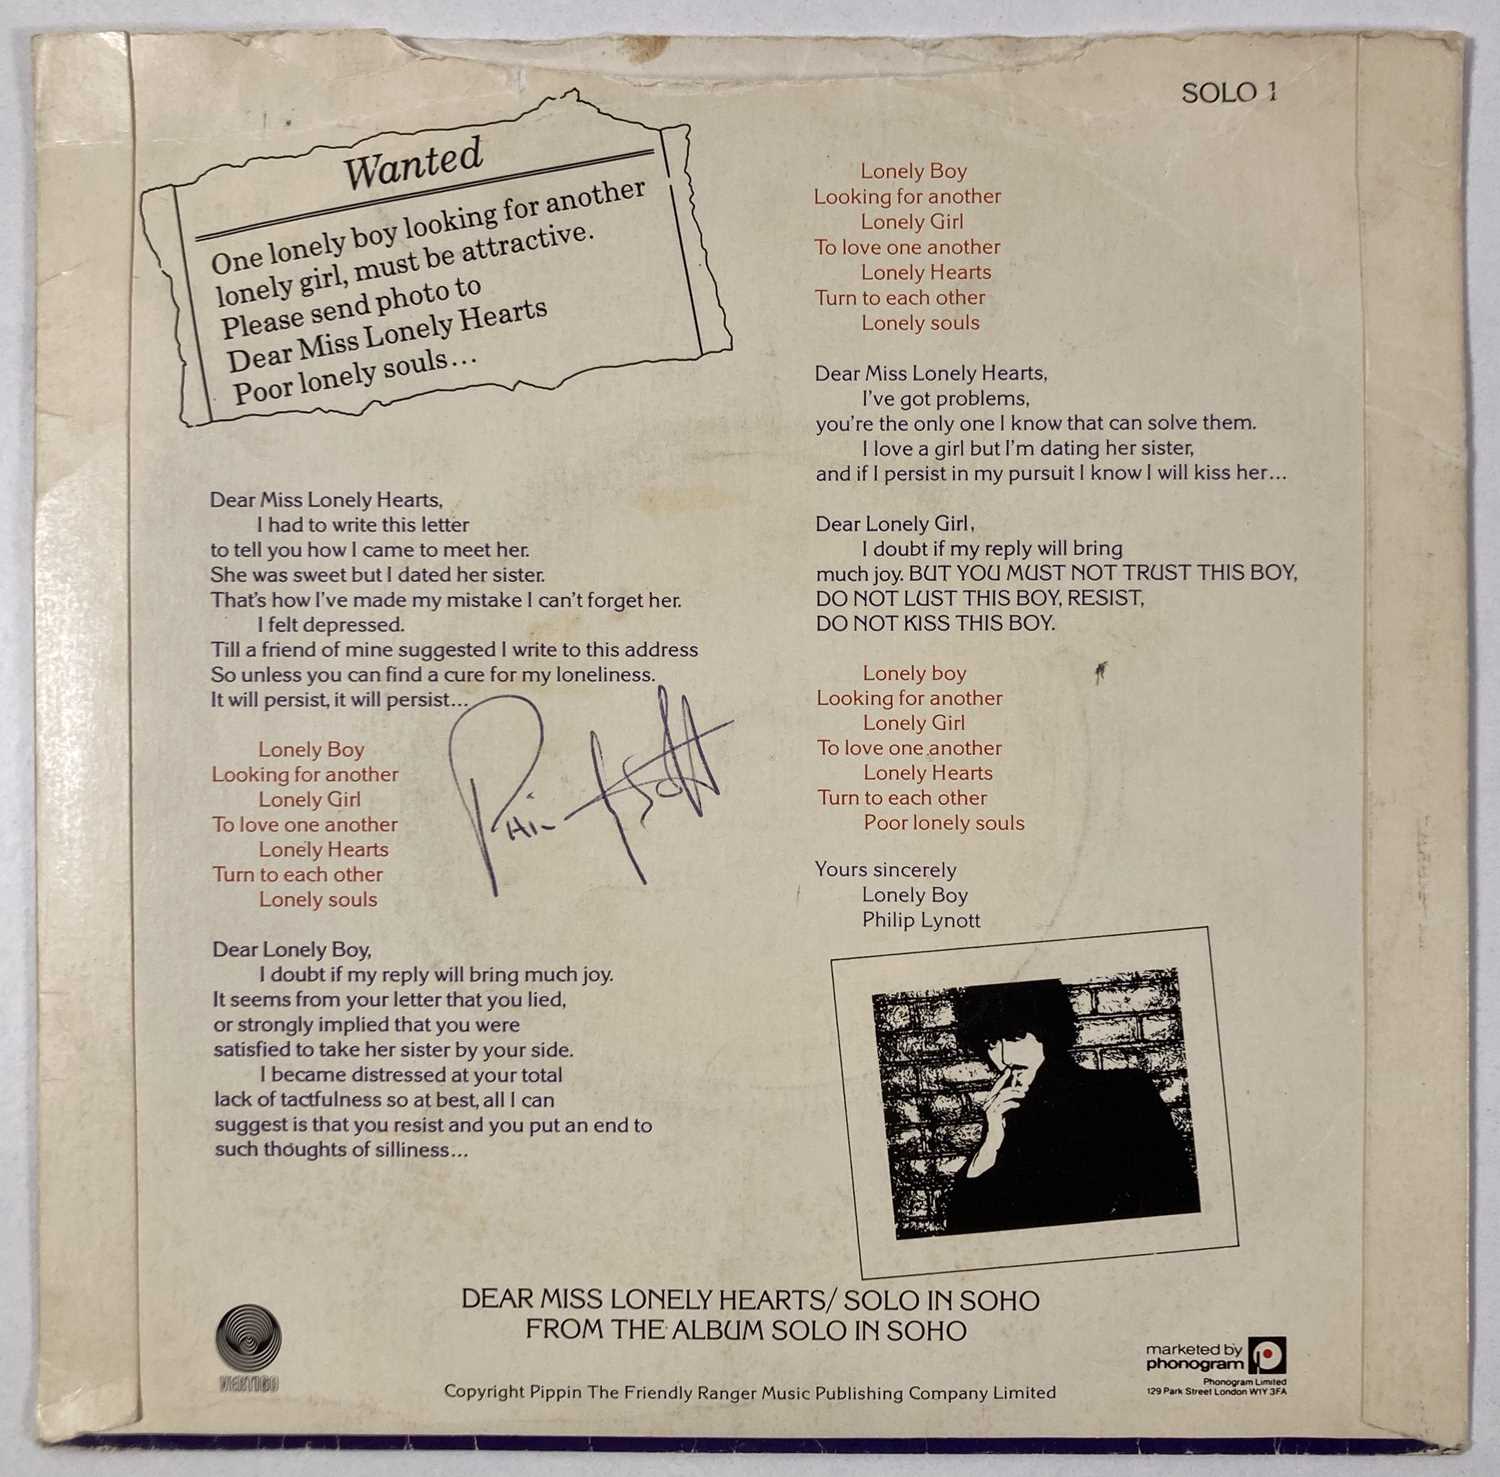 SOLO 1
Wanted
One lonely boy looking for another
lonely girl, must be attractive.
Please send photo to
Dear Miss Lonely Hearts
Poor lonely souls...
Dear Miss Lonely Hearts,
I had to write this letter
to tell you how I came to meet her.
She was sweet but I dated her sister.
That's how I've made my mistake I can't forget her.
I felt depressed.
Till a friend of mine suggested I write to this address
So unless you can find a cure for my loneliness.
It will persist, it will persist...
Lonely Boy
Looking for another
Lonely Girl
To love one another
Lonely Hearts
Turn to each other
Lonely souls
Dear Lonely Boy,
I doubt if my reply will bring much joy.
It seems from your letter that you lied,
or strongly implied that you were
satisfied to take her sister by your side.
I became distressed at your total
lack of tactfulness so at best, all I can
suggest is that you resist and you put an end to
such thoughts of silliness...
Lonely Boy
Looking for another
Lonely Girl
To love one another
Lonely Hearts
Turn to each other
Lonely souls
Dear Miss Lonely Hearts,
I've got problems,
you're the only one I know that can solve them.
I love a girl but I'm dating her sister,
and if I persist in my pursuit I know I will kiss her...
Dear Lonely Girl,
I doubt if my reply will bring
much joy. BUT YOU MUST NOT TRUST THIS BOY,
DO NOT LUST THIS BOY, RESIST,
DO NOT KISS THIS BOY.
Lonely boy
Looking for another
Lonely Girl
To love one another
Lonely Hearts
Turn to each other
Poor lonely souls
Yours sincerely
Lonely Boy
Philip Lynott
DEAR MISS LONELY HEARTS/ SOLO IN SOHO
FROM THE ALBUM SOLO IN SOHO
Copyright Pippin The Friendly Ranger Music Publishing Company Limited
VERTIGO
marketed by
phonogram
Phonogram Limited
129 Park Street London W1Y 3FA